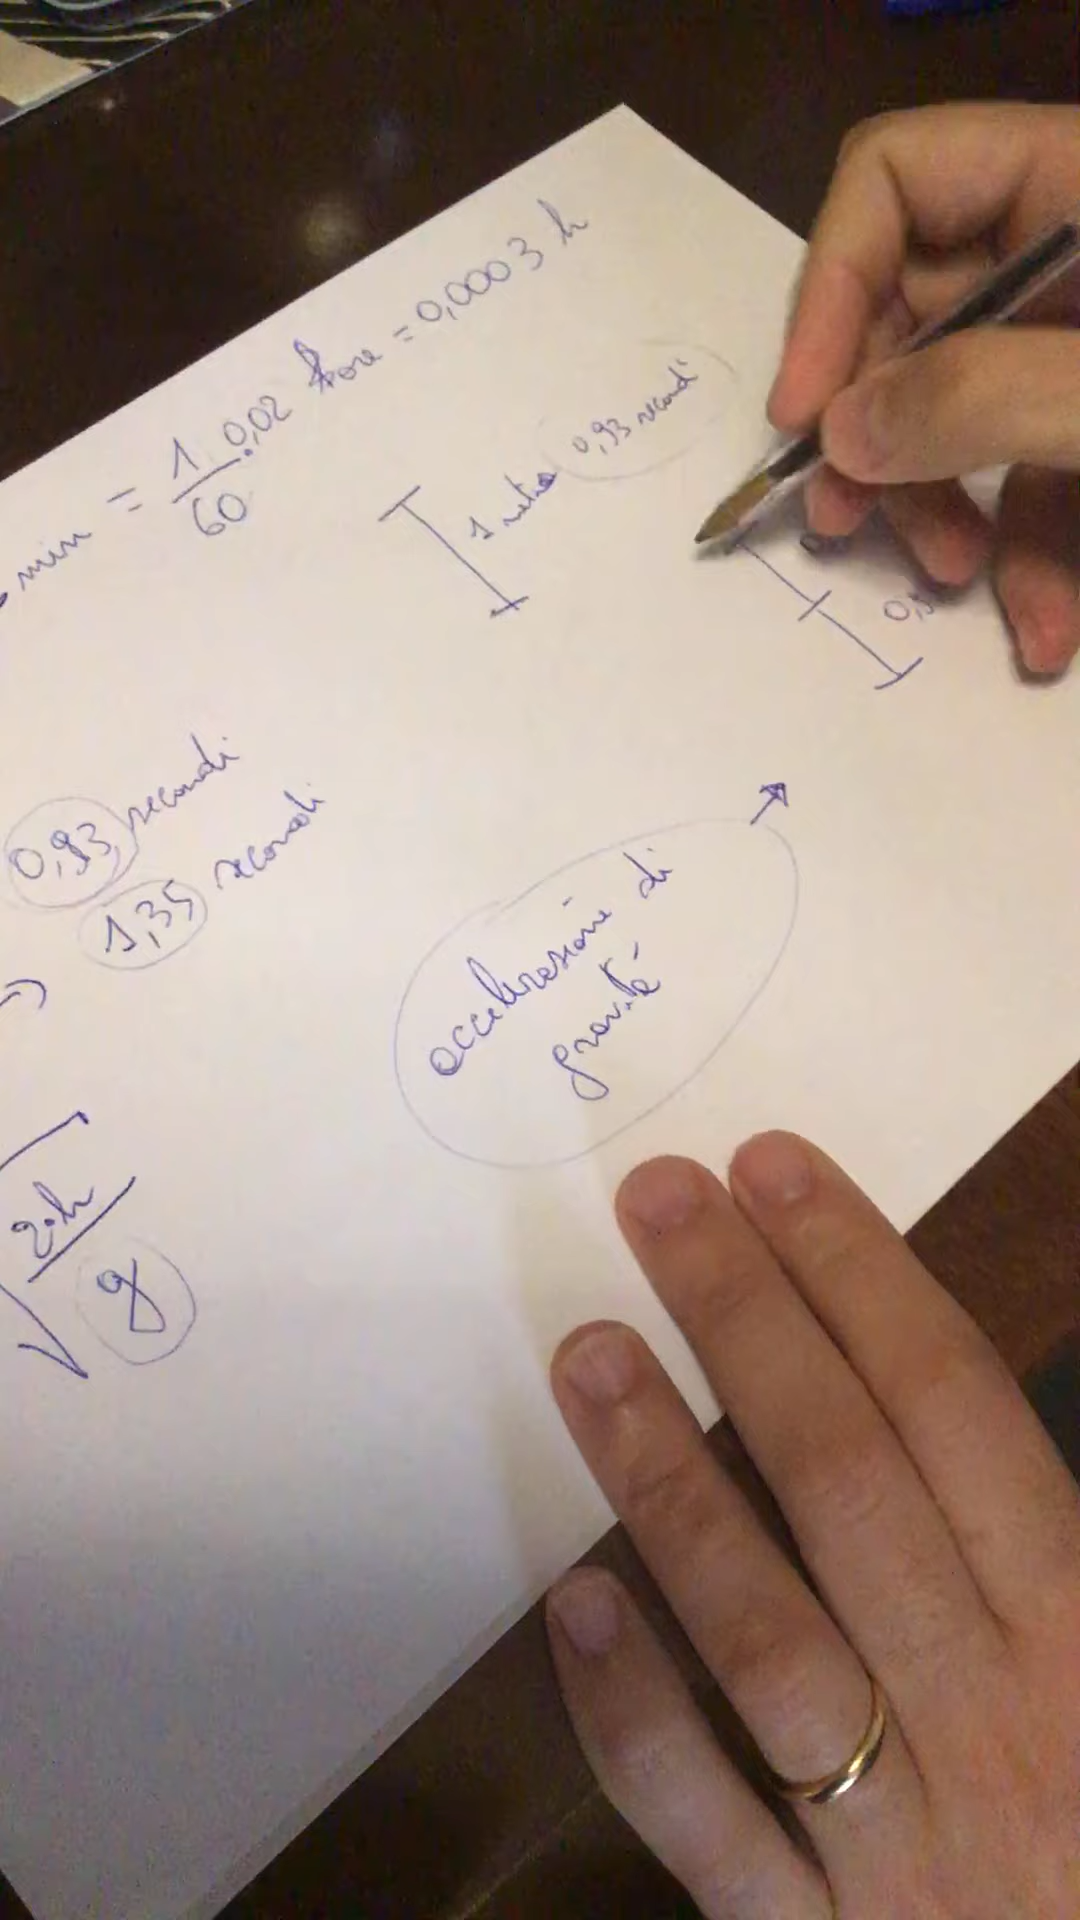 min = 1/60 · 0,02 ore = 0,0003 h
1 metro 0,93 secondi
0,93 secondi
1,35 secondi
accelerazione di
gravità
√2·h/g